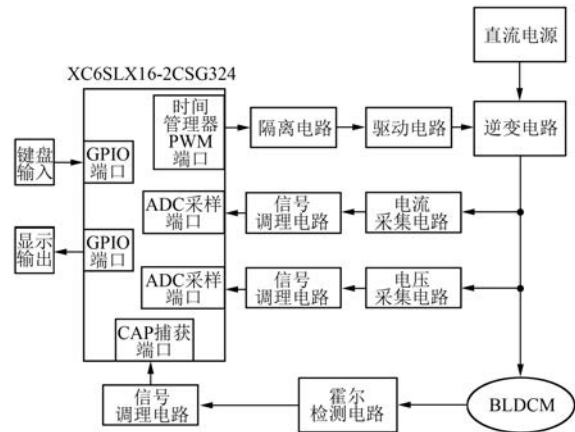 直流电源
XC6SLX16-2CSG324
时间
管理器
PWM
端口
隔离电路
驱动电路
逆变电路
键盘
输入
GPIO
端口
ADC采样
端口
信号
调理电路
电流
采集电路
显示
输出
GPIO
端口
ADC采样
端口
信号
调理电路
电压
采集电路
CAP捕获
端口
信号
调理电路
霍尔
检测电路
BLDCM